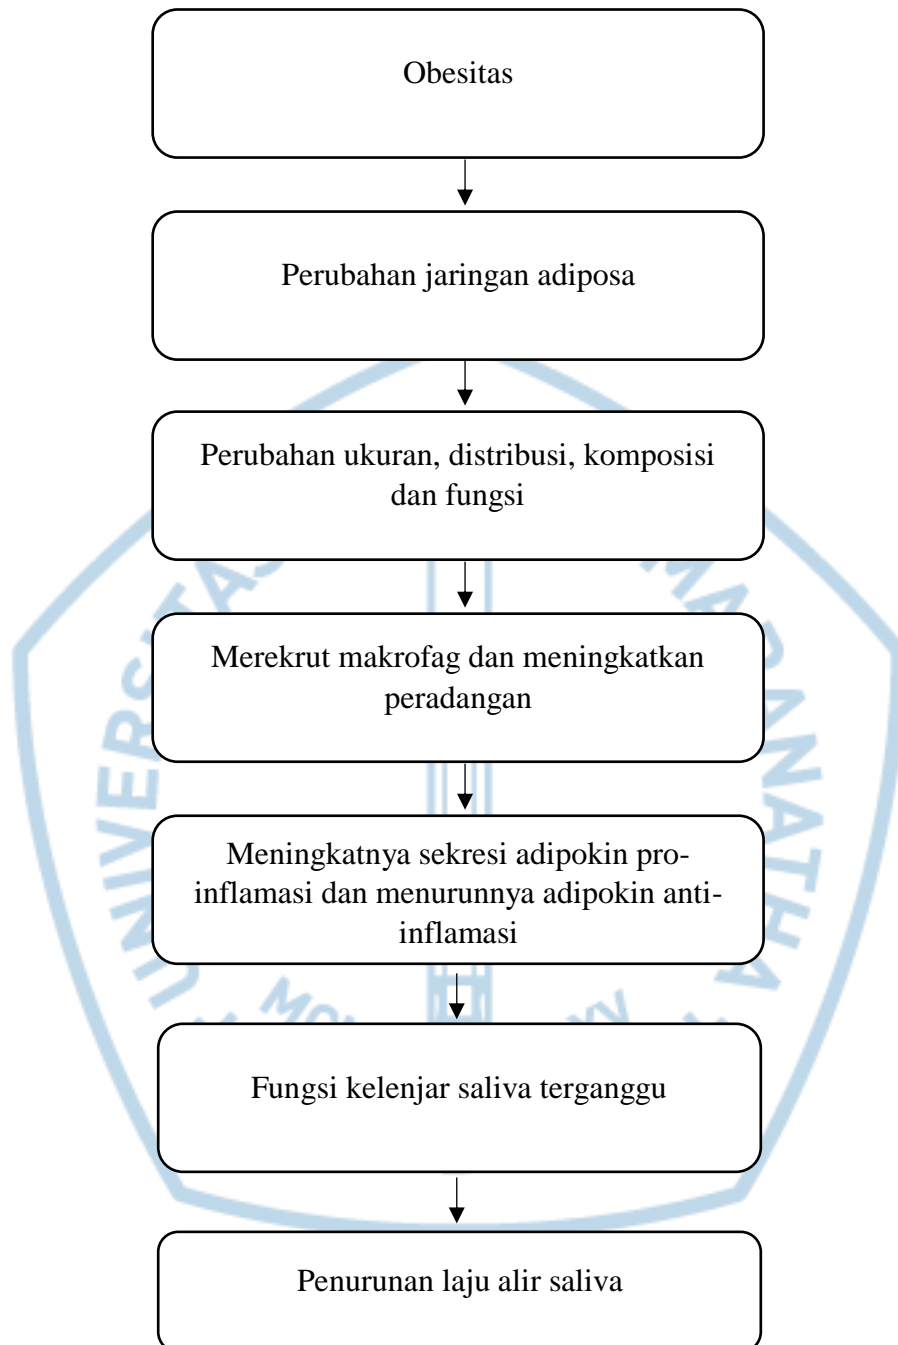 Obesitas
Perubahan jaringan adiposa
Perubahan ukuran, distribusi, komposisi
dan fungsi
Merekrut makrofag dan meningkatkan
peradangan
Meningkatnya sekresi adipokin pro-
inflamasi dan menurunnya adipokin anti-
inflamasi
Fungsi kelenjar saliva terganggu
Penurunan laju alir saliva